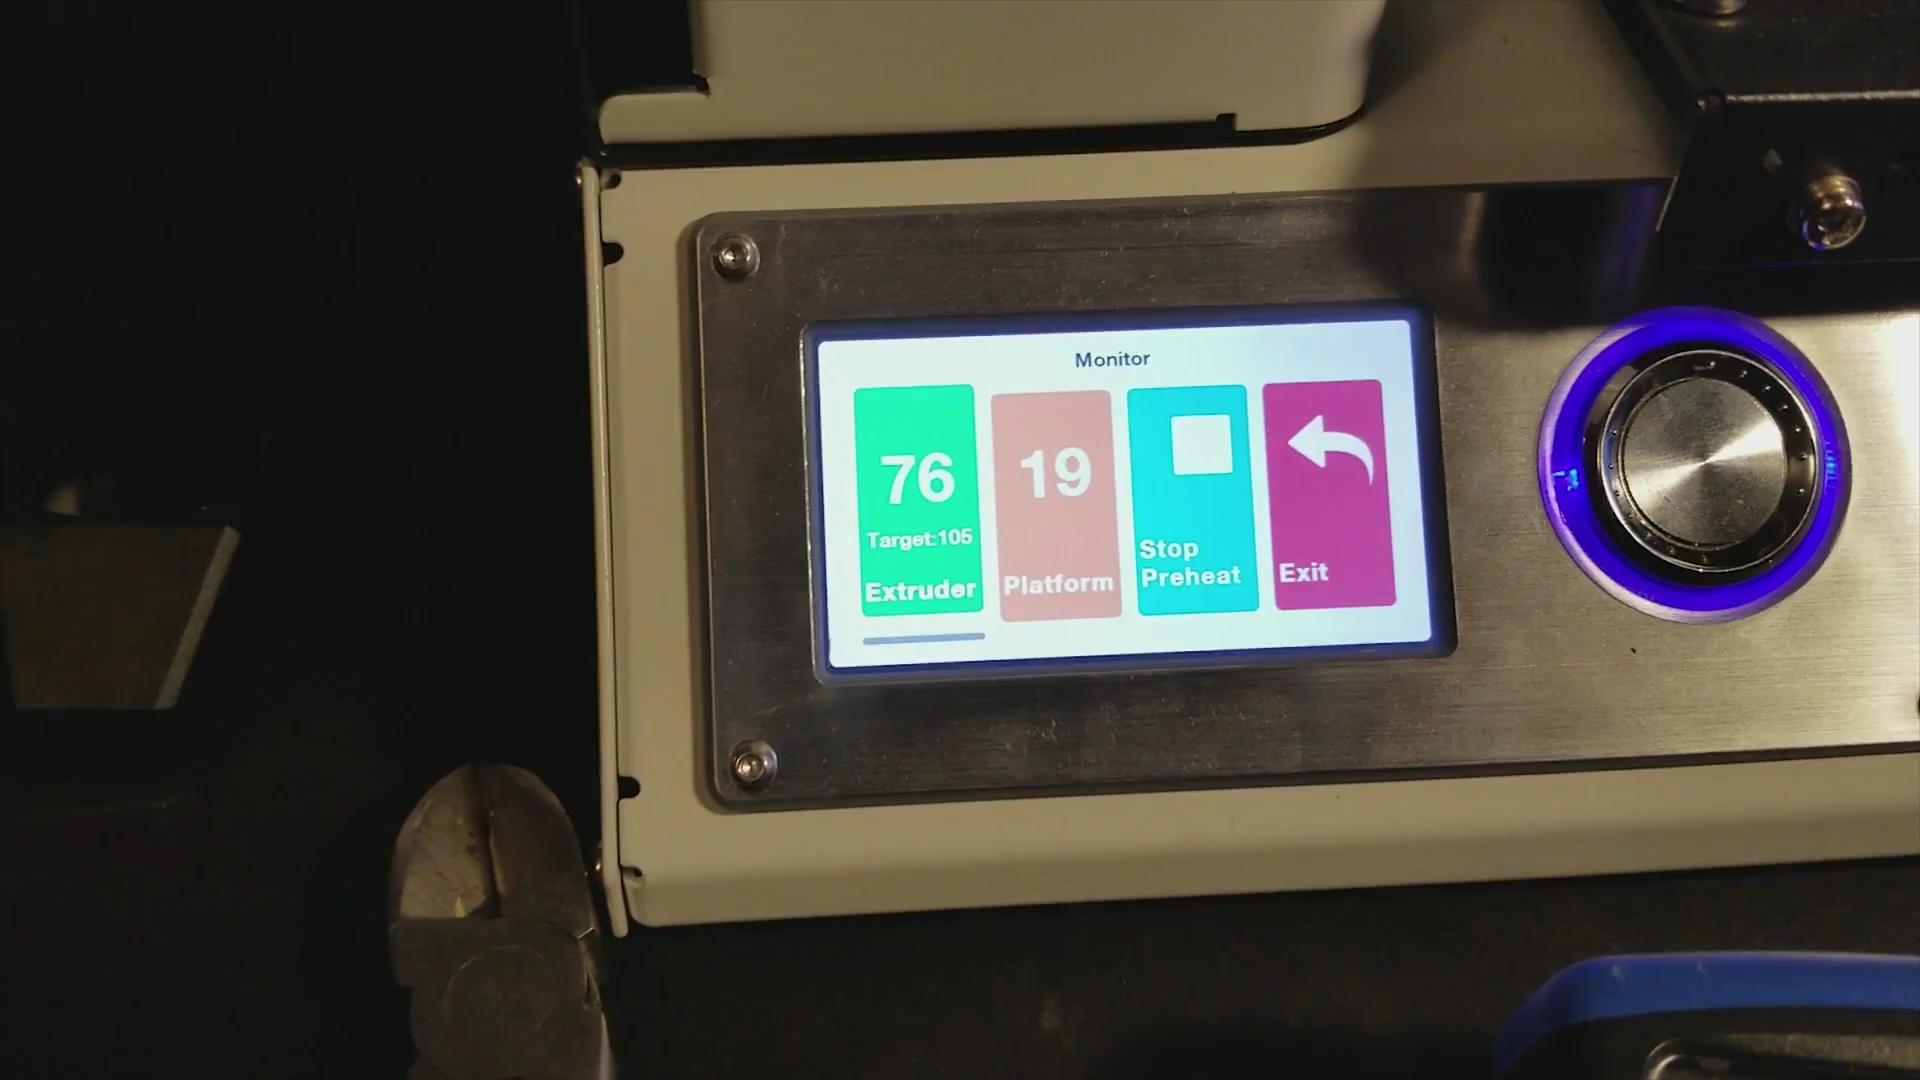 Monitor
76
Target:105
Extruder
19
Platform
Stop
Preheat
Exit